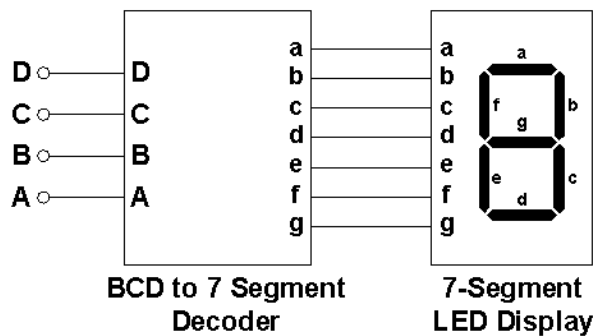 a a a
D D b b f b
C C c c g
B B d d
A A e e e c
f f d
g g
BCD to 7 Segment 7-Segment
Decoder LED Display